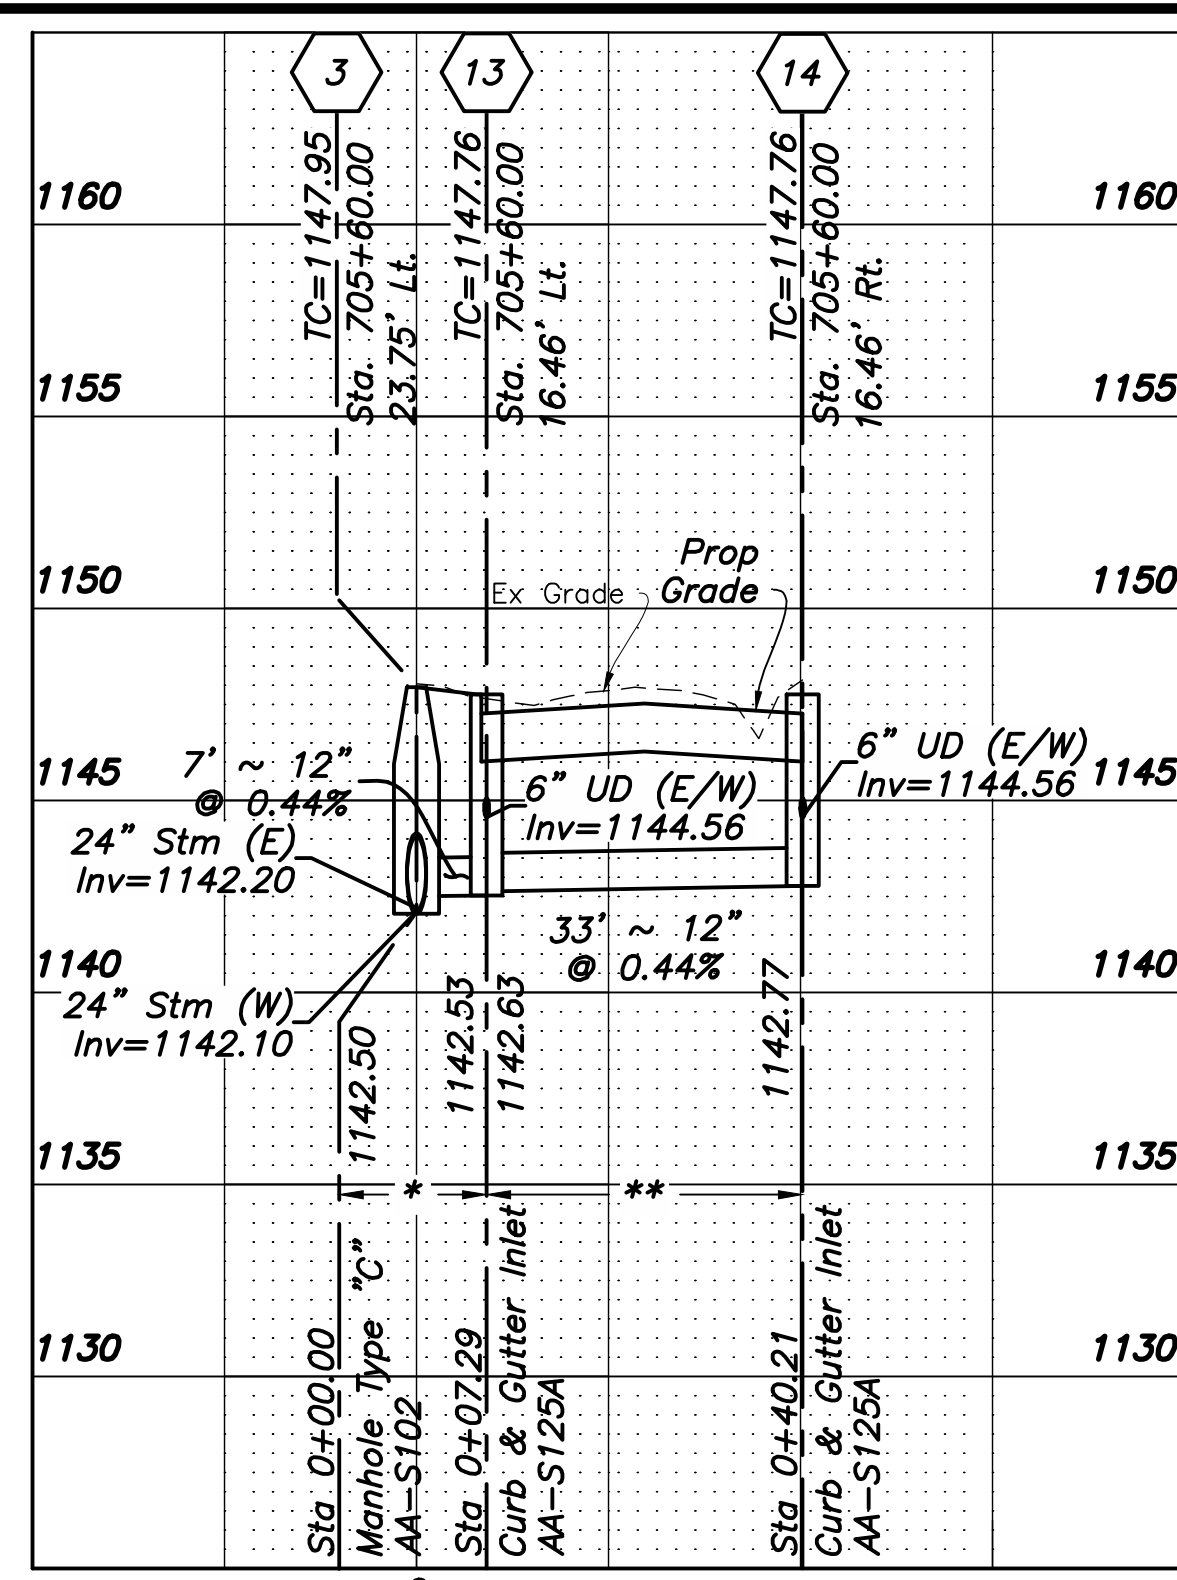 3
13
14
TC=1147.95
Sta. 705+60.00
23.75' Lt.
TC=1147.76
Sta. 705+60.00
16.46' Lt.
TC=1147.76
Sta. 705+60.00
16.46' Rt.
1160
1160
1155
1155
1150
1150
Prop
Grade
Ex Grade
1145
1145
7' ~ 12"
@ 0.44%
6" UD (E/W)
Inv=1144.56
6" UD (E/W)
Inv=1144.56
24" Stm (E)
Inv=1142.20
33' ~ 12"
@ 0.44%
1140
1140
24" Stm (W)
Inv=1142.10
1142.50
1142.53
1142.63
1142.77
1135
1135
*
**
1130
1130
Sta 0+00.00
Manhole Type "C"
AA-S102
Sta 0+07.29
Curb & Gutter Inlet
AA-S125A
Sta 0+40.21
Curb & Gutter Inlet
AA-S125A